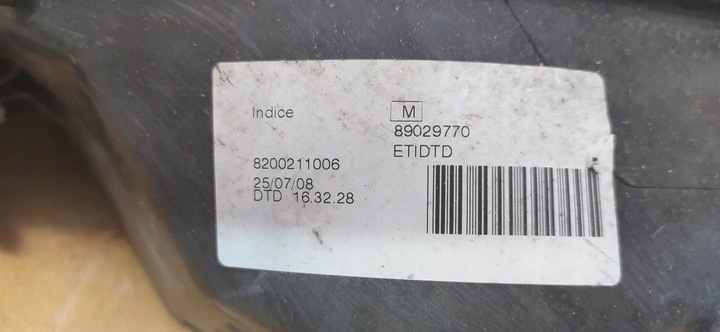 Indice M
89029770
ETIDTD
8200211006
25/07/08
DTD 16.32.28